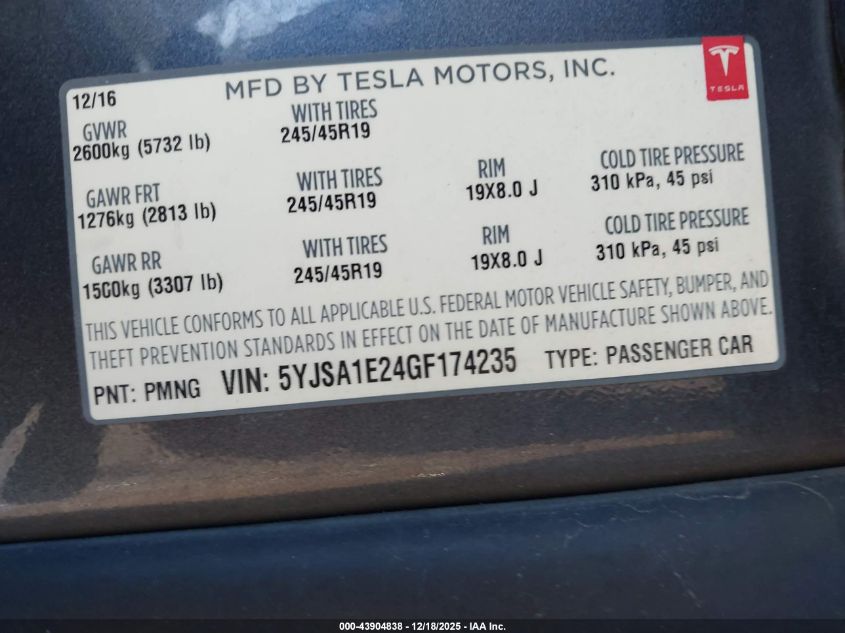 12/16
MFD BY TESLA MOTORS, INC.
TESLA
GVWR WITH TIRES
2600kg (5732 lb) 245/45R19
GAWR FRT WITH TIRES RIM COLD TIRE PRESSURE
1276kg (2813 lb) 245/45R19 19X8.0 J 310 kPa, 45 psi
GAWR RR WITH TIRES RIM COLD TIRE PRESSURE
1500kg (3307 lb) 245/45R19 19X8.0 J 310 kPa, 45 psi
THIS VEHICLE CONFORMS TO ALL APPLICABLE U.S. FEDERAL MOTOR VEHICLE SAFETY, BUMPER, AND
THEFT PREVENTION STANDARDS IN EFFECT ON THE DATE OF MANUFACTURE SHOWN ABOVE.
PNT: PMNG VIN: 5YJSA1E24GF174235 TYPE: PASSENGER CAR
000-43904838 - 12/18/2025 - IAA Inc.